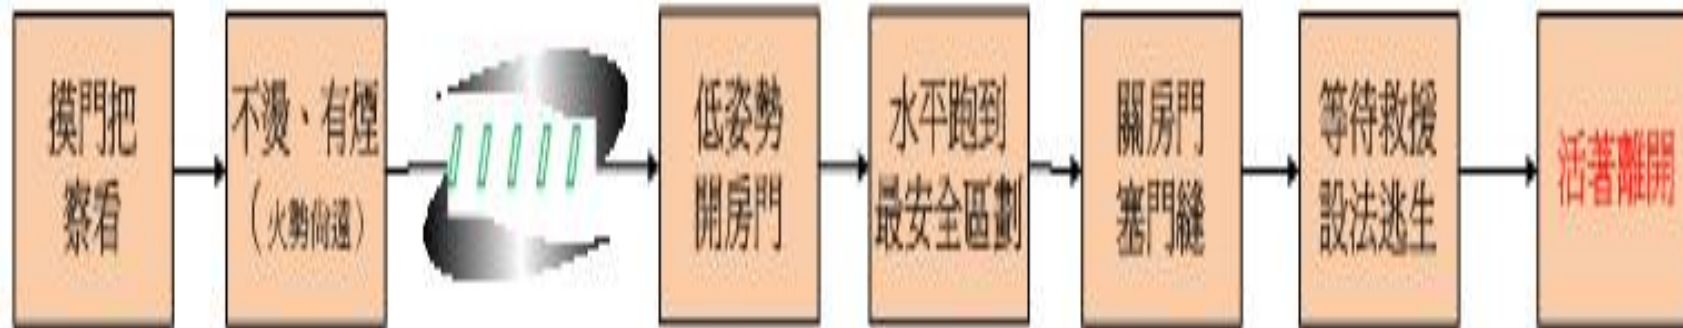 摸門把
察看
不燙、有煙
（火勢尚遠）
低姿勢
開房門
水平跑到
最安全區劃
關房門
塞門縫
等待救援
設法逃生
活著離開